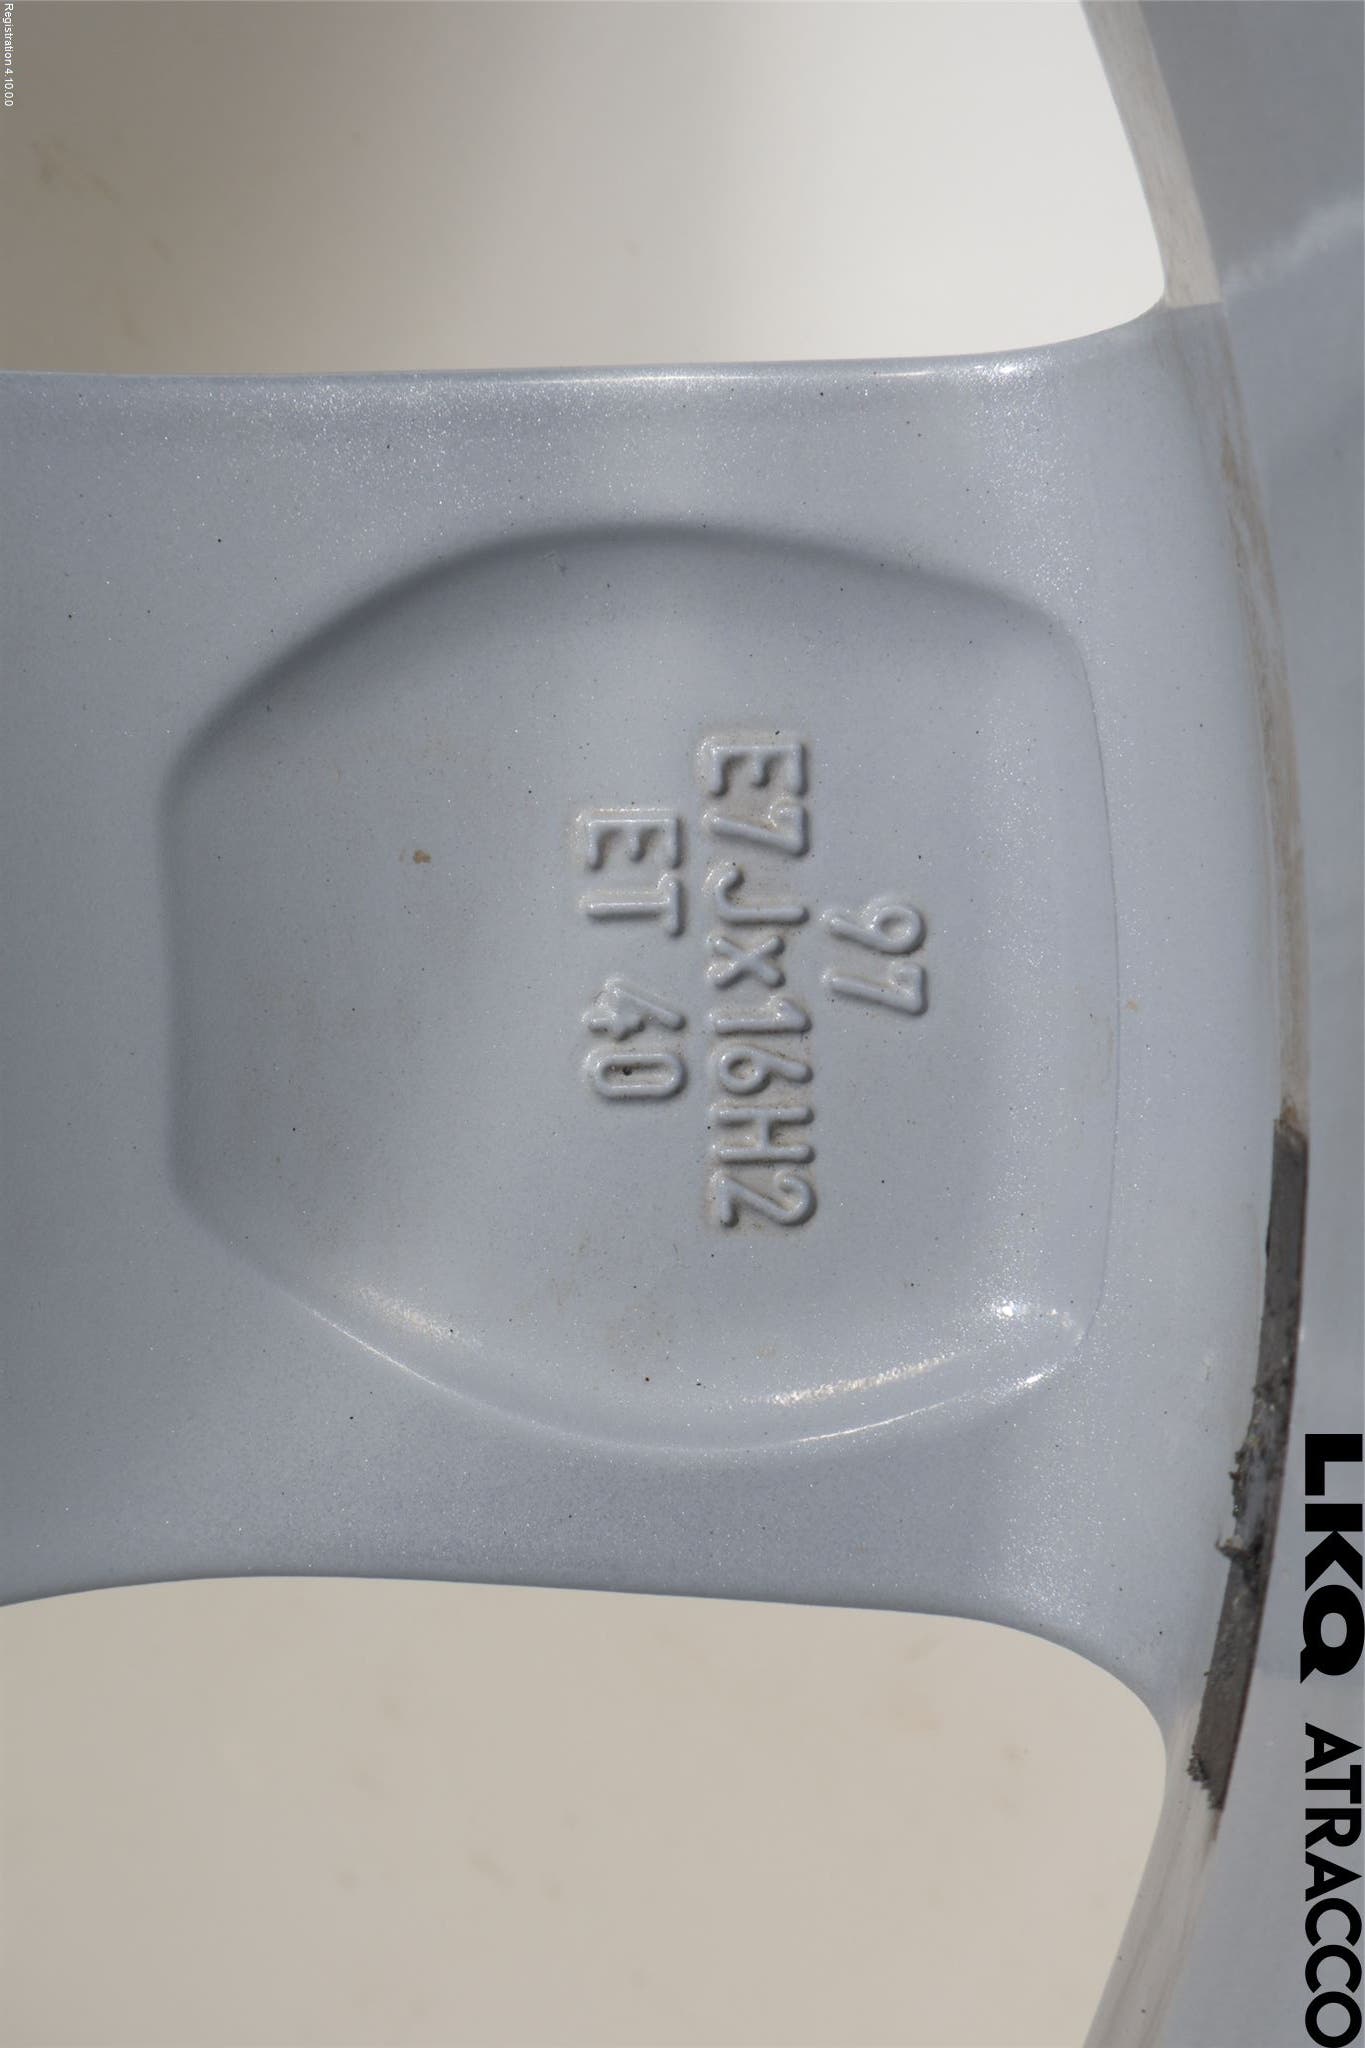 Registration 4.10.0.0
97
E7Jx16H2
ET 40
LKQ ATRACCO